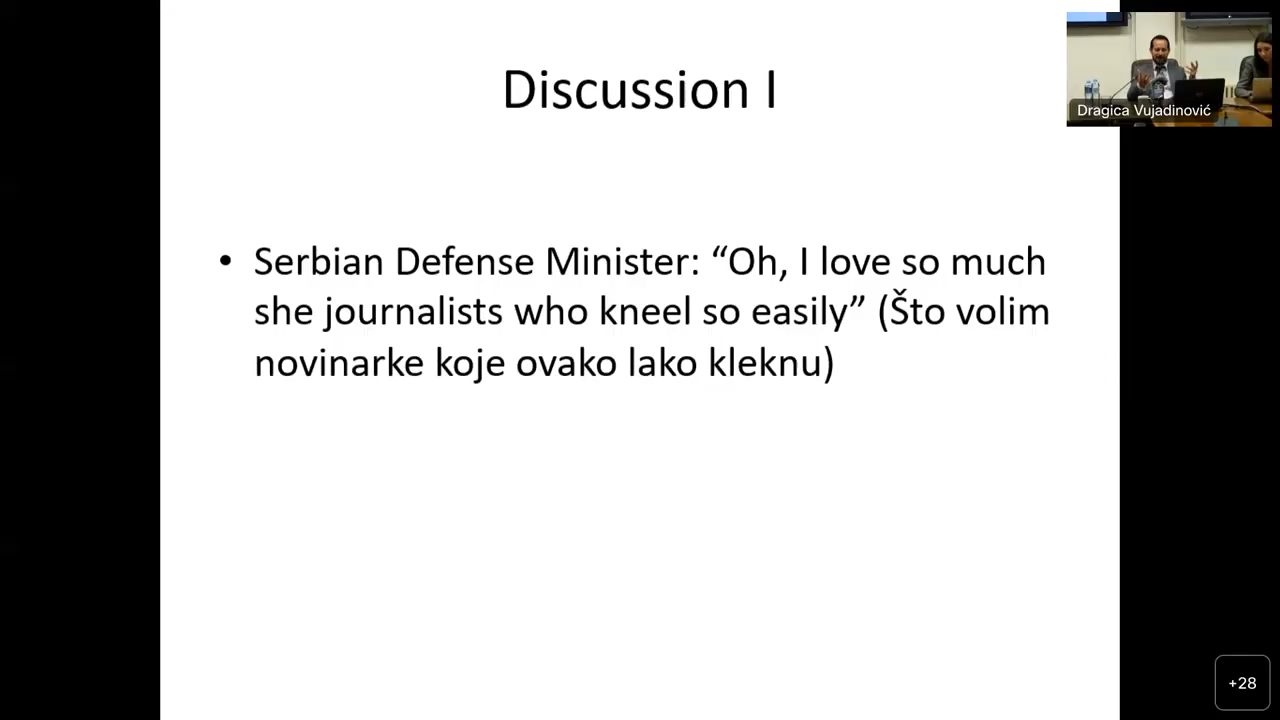 Discussion I
Dragica Vujadinović
• Serbian Defense Minister: “Oh, I love so much
she journalists who kneel so easily” (Što volim
novinarke koje ovako lako kleknu)
+28